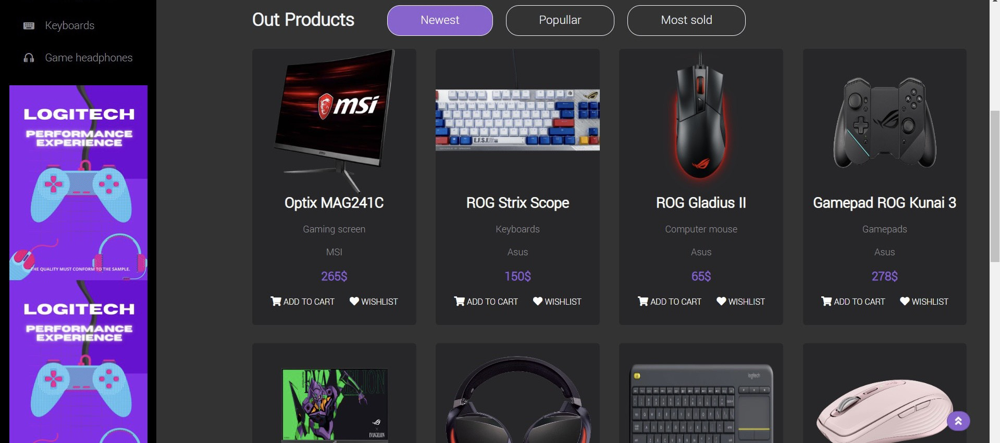 Keyboards
Game headphones
LOGITECH
PERFORMANCE
EXPERIENCE
THE QUALITY MUST CONFORM TO THE SAMPLE.
LOGITECH
PERFORMANCE
EXPERIENCE
Out Products
Newest
Popullar
Most sold
msi
msi
Optix MAG241C
Gaming screen
MSI
265$
ADD TO CART
WISHLIST
E.F.S.F.
ROG Strix Scope
Keyboards
Asus
150$
ADD TO CART
WISHLIST
ROG Gladius II
Computer mouse
Asus
65$
ADD TO CART
WISHLIST
Gamepad ROG Kunai 3
Gamepads
Asus
278$
ADD TO CART
WISHLIST
EVANGELION
logitech